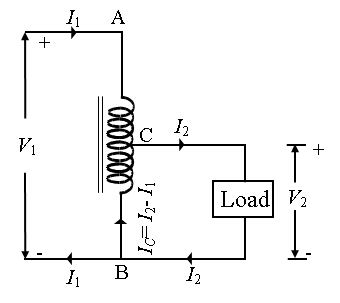 I1 A
+
C I2
V1
+
Load V2
IC= I2- I1
- -
I1 B I2